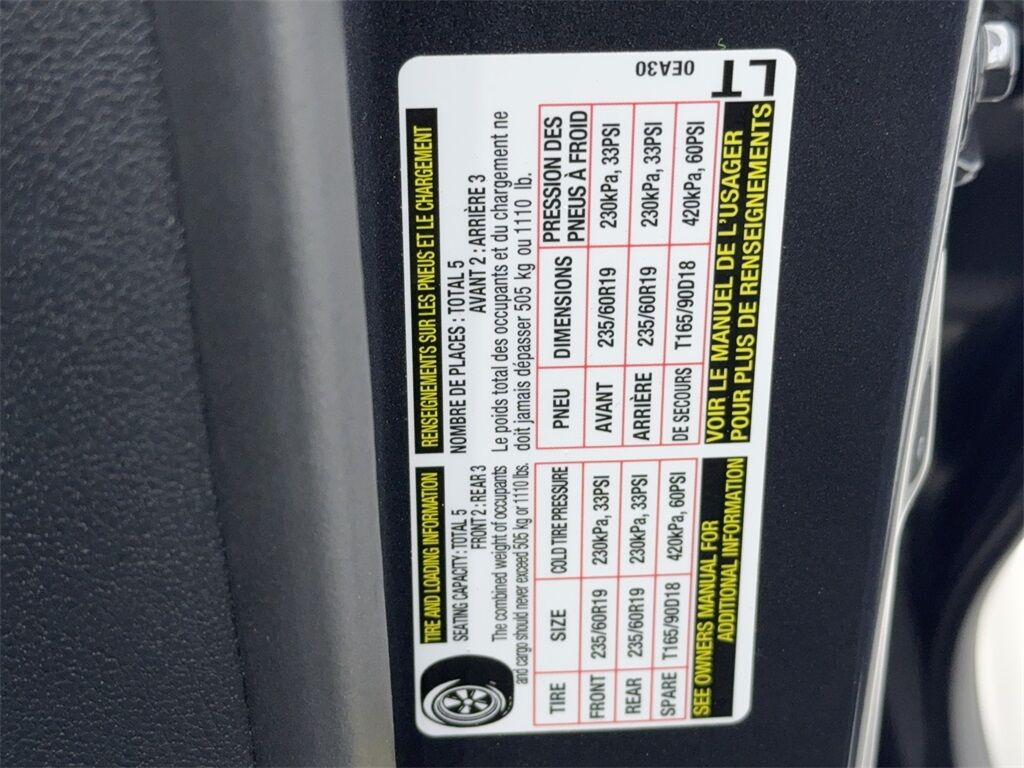 TIRE AND LOADING INFORMATION
SEATING CAPACITY : TOTAL 5
FRONT 2 : REAR 3
The combined weight of occupants
and cargo should never exceed 505 kg or 1110 lbs.
TIRE SIZE COLD TIRE PRESSURE
FRONT 235/60R19 230kPa, 33PSI
REAR 235/60R19 230kPa, 33PSI
SPARE T165/90D18 420kPa, 60PSI
SEE OWNERS MANUAL FOR
ADDITIONAL INFORMATION
RENSEIGNEMENTS SUR LES PNEUS ET LE CHARGEMENT
NOMBRE DE PLACES : TOTAL 5
AVANT 2 : ARRIÈRE 3
Le poids total des occupants et du chargement ne
doit jamais dépasser 505 kg ou 1110 lb.
PNEU DIMENSIONS PRESSION DES
PNEUS À FROID
AVANT 235/60R19 230kPa, 33PSI
ARRIÈRE 235/60R19 230kPa, 33PSI
DE SECOURS T165/90D18 420kPa, 60PSI
VOIR LE MANUEL DE L'USAGER
POUR PLUS DE RENSEIGNEMENTS
0EA30
LT